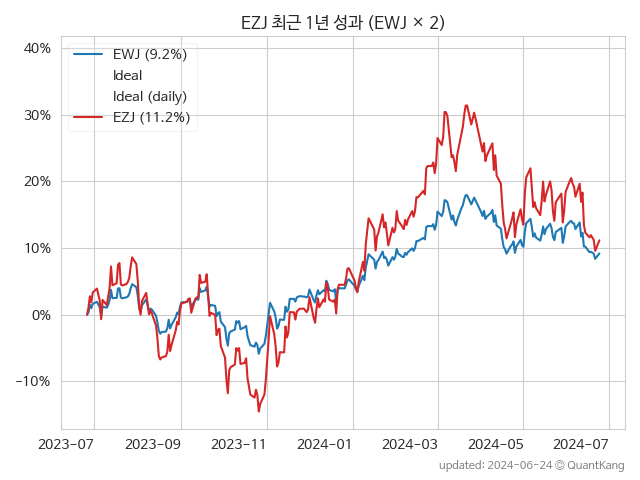 EZJ 최근 1년 성과 (EWJ × 2)
EWJ (9.2%)
Ideal
Ideal (daily)
EZJ (11.2%)
40%
30%
20%
10%
0%
−10%
2023-07 2023-09 2023-11 2024-01 2024-03 2024-05 2024-07
updated: 2024-06-24 © QuantKang